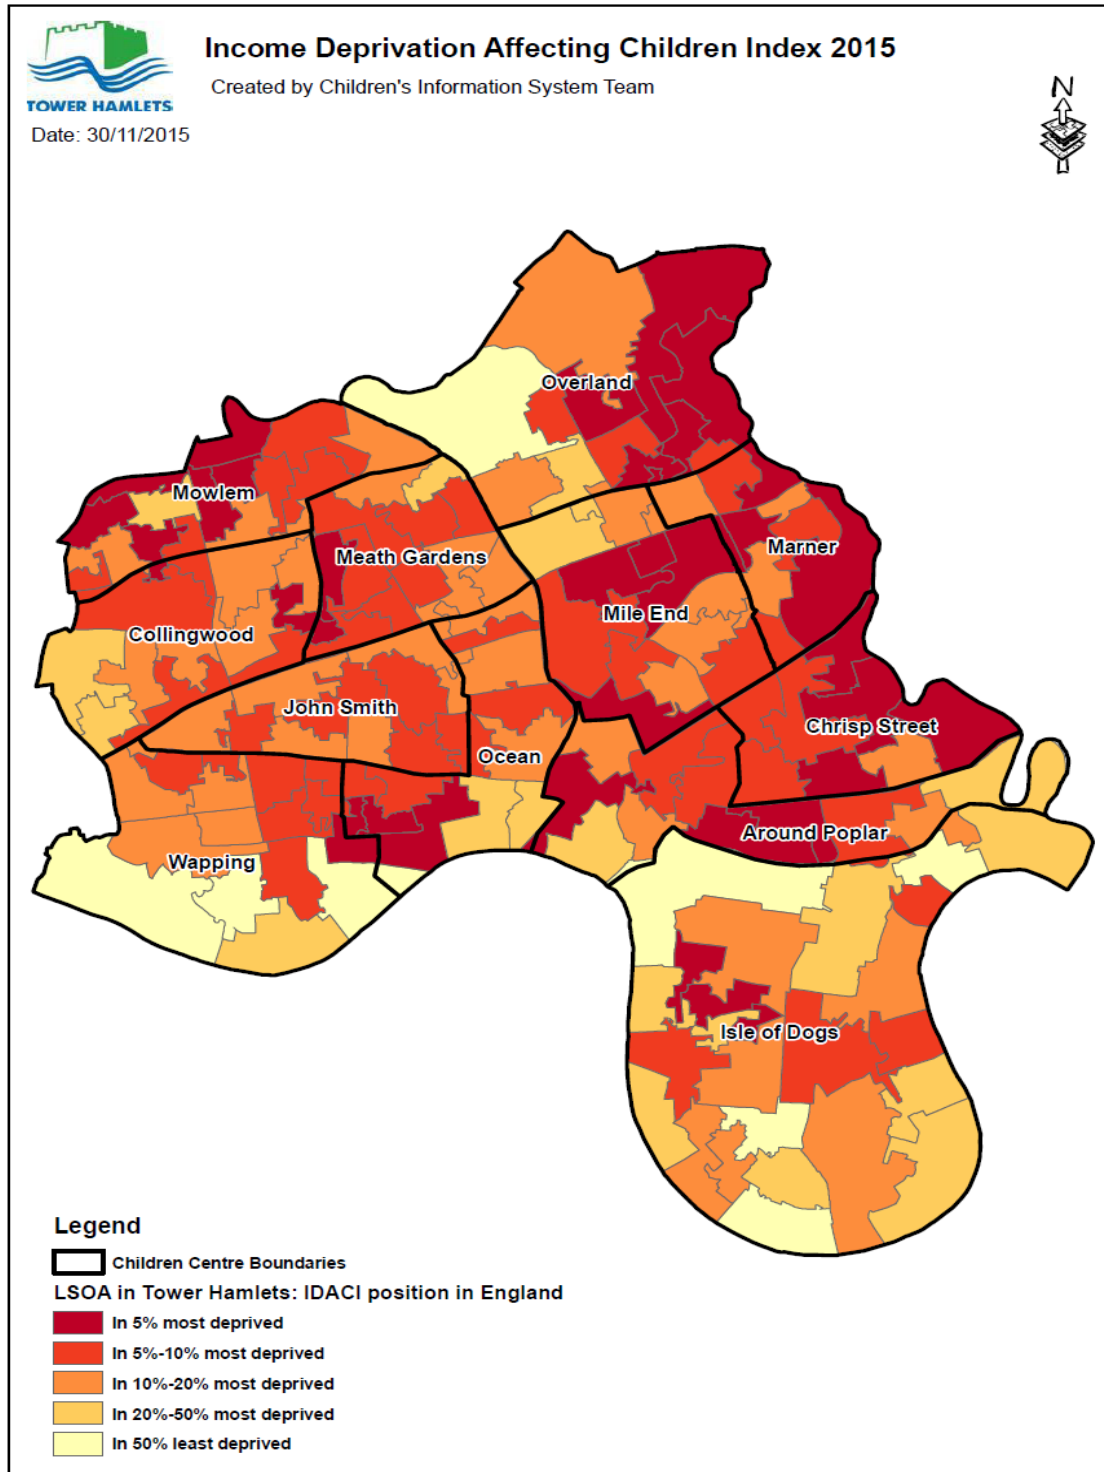 TOWER HAMLETS
Income Deprivation Affecting Children Index 2015
Created by Children's Information System Team
Date: 30/11/2015
N
Overland
Mowlem
Meath Gardens
Marner
Mile End
Collingwood
John Smith
Chrisp Street
Ocean
Around Poplar
Wapping
Isle of Dogs
Legend
Children Centre Boundaries
LSOA in Tower Hamlets: IDACI position in England
In 5% most deprived
In 5%-10% most deprived
In 10%-20% most deprived
In 20%-50% most deprived
In 50% least deprived